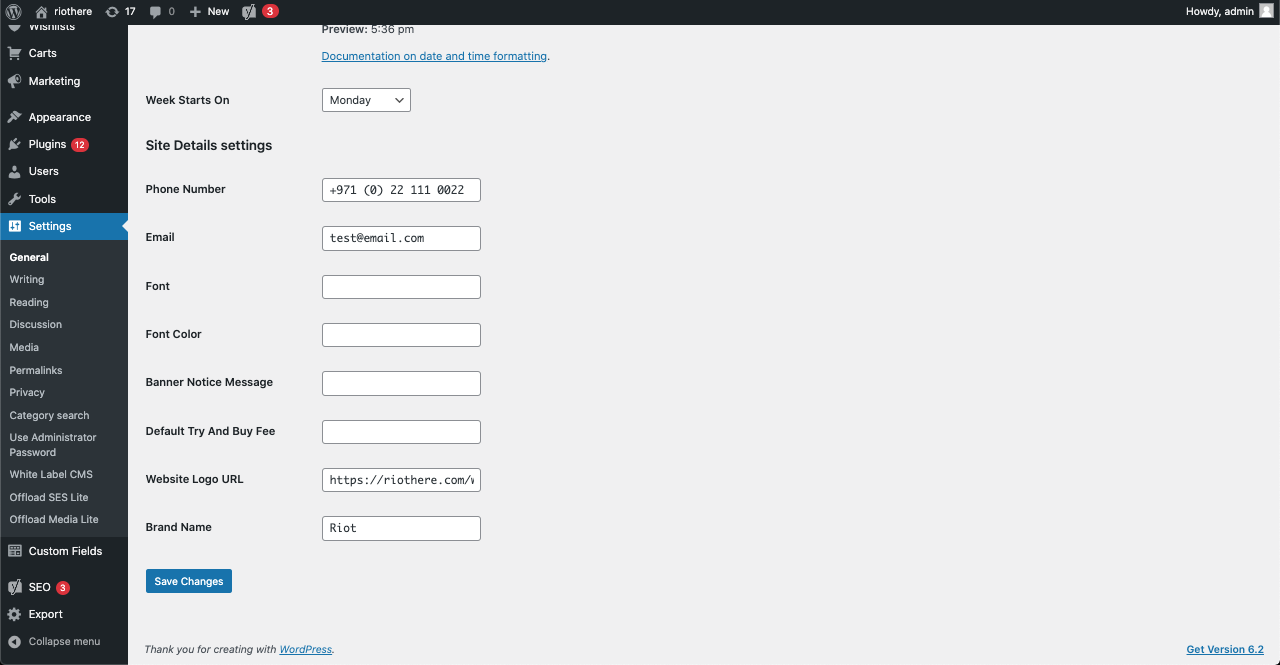 riothere 17 0 New 3 Howdy, admin
Wishlists
Carts
Marketing
Appearance
Plugins 12
Users
Tools
Settings
General
Writing
Reading
Discussion
Media
Permalinks
Privacy
Category search
Use Administrator
Password
White Label CMS
Offload SES Lite
Offload Media Lite
Custom Fields
SEO 3
Export
Collapse menu
Preview: 5:36 pm
Documentation on date and time formatting.
Week Starts On Monday
Site Details settings
Phone Number +971 (0) 22 111 0022
Email test@email.com
Font
Font Color
Banner Notice Message
Default Try And Buy Fee
Website Logo URL https://riothere.com/w
Brand Name Riot
Save Changes
Thank you for creating with WordPress. Get Version 6.2